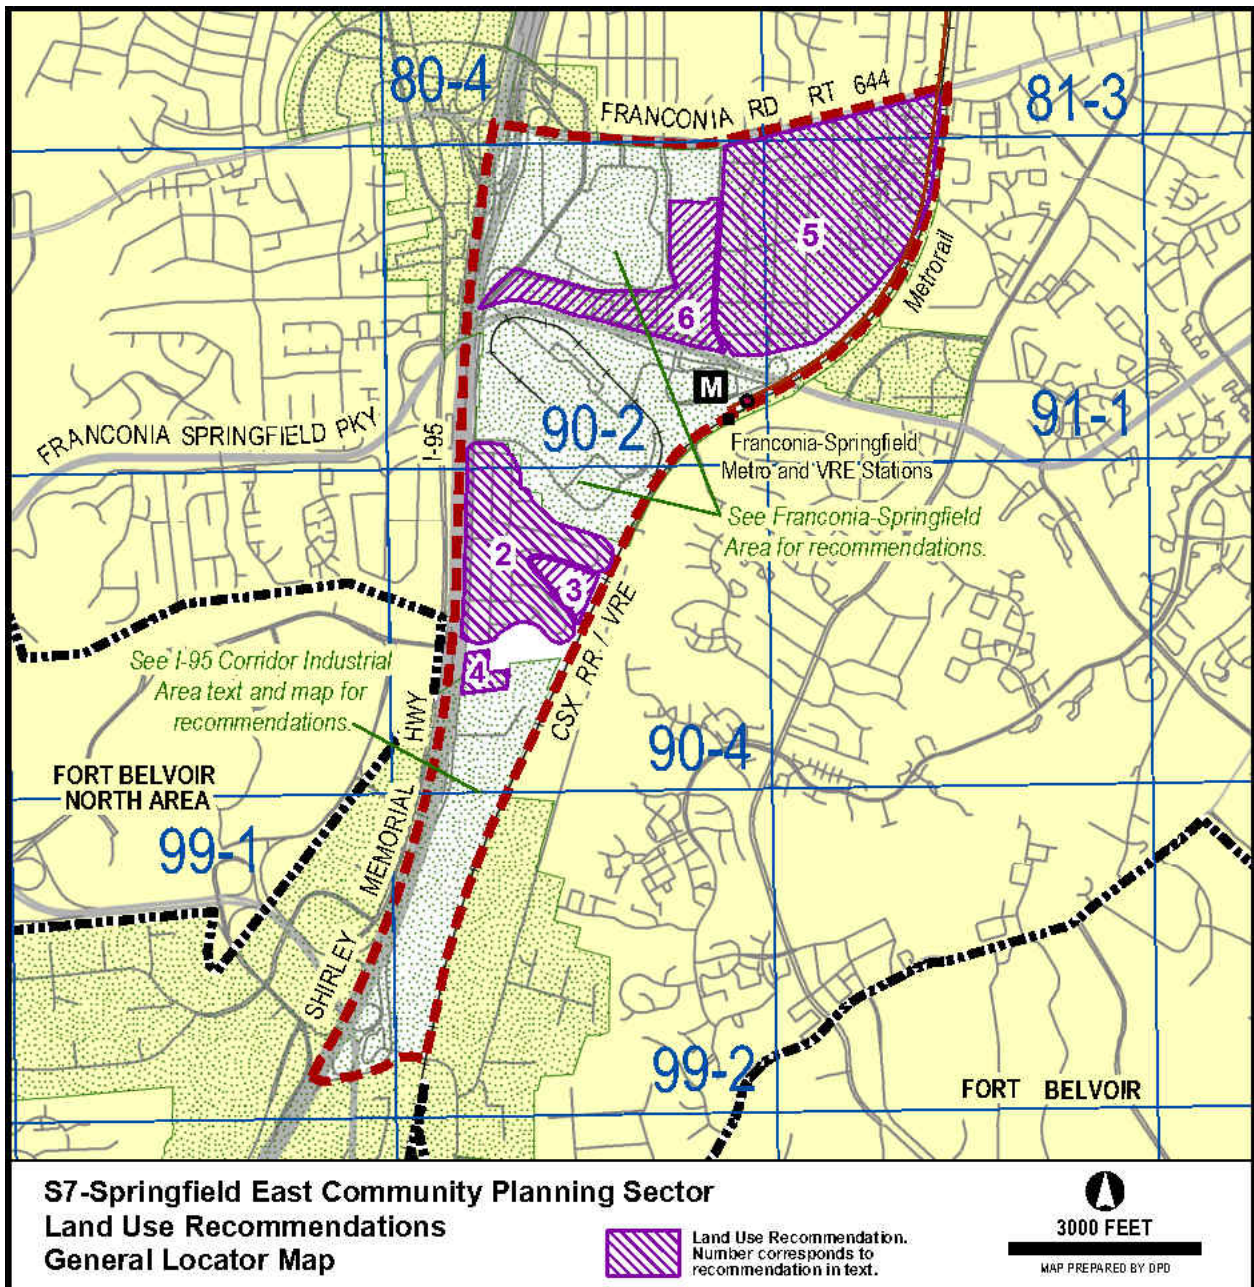 80-4
FRANCONIA RD RT 644
81-3
5
Metrorail
6
M
FRANCONIA SPRINGFIELD PKY
I-95
90-2
91-1
Franconia-Springfield
Metro and VRE Stations
See Franconia-Springfield
Area for recommendations.
2
3
CSX RR / VRE
4
See I-95 Corridor Industrial
Area text and map for
recommendations.
90-4
FORT BELVOIR
NORTH AREA
99-1
SHIRLEY MEMORIAL HWY
99-2
FORT BELVOIR
S7-Springfield East Community Planning Sector
Land Use Recommendations
General Locator Map
Land Use Recommendation.
Number corresponds to
recommendation in text.
3000 FEET
MAP PREPARED BY DPD